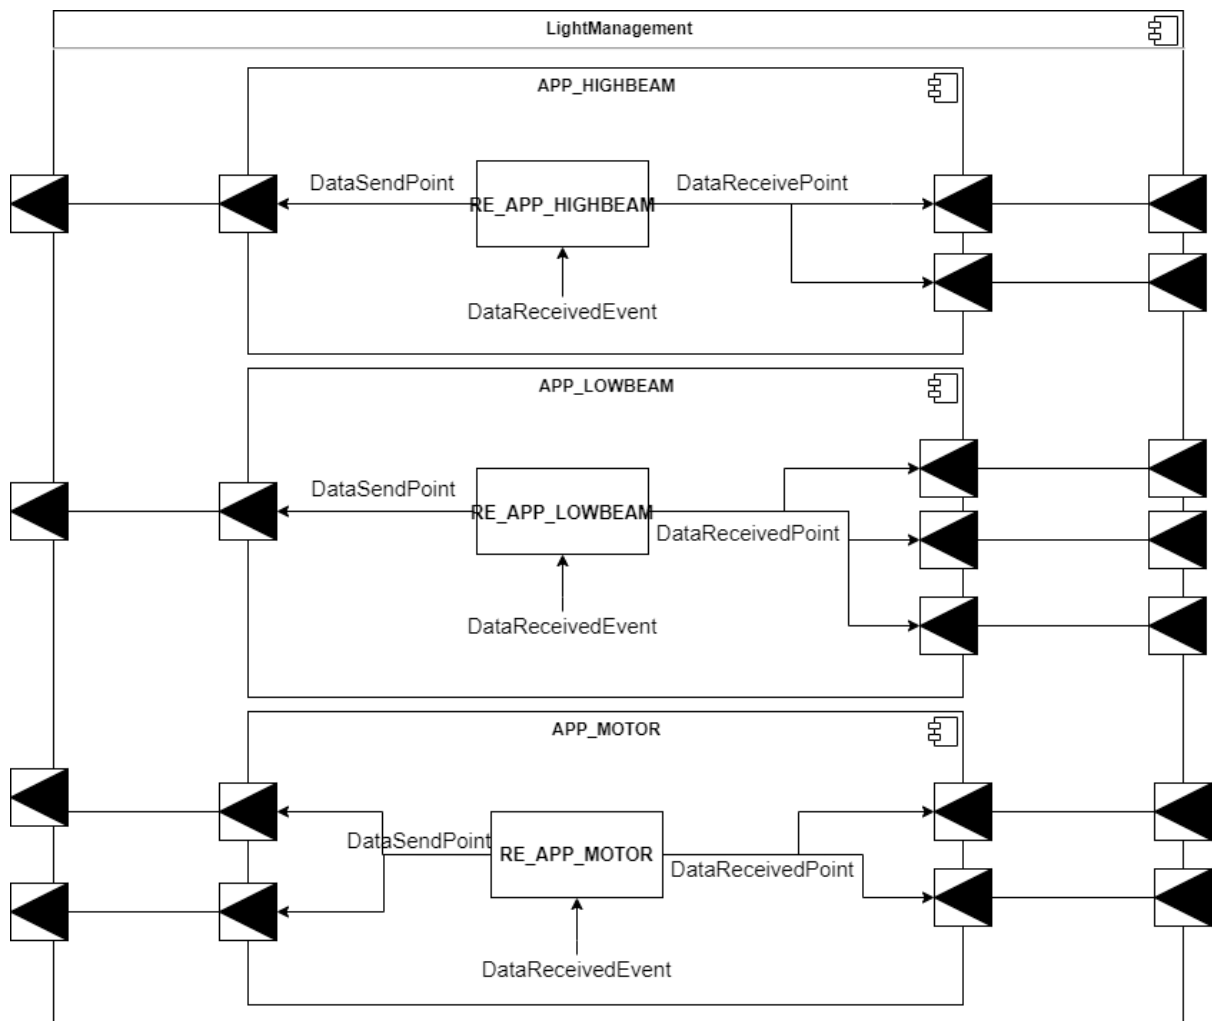 LightManagement
APP_HIGHBEAM
DataSendPoint
DataReceivePoint
RE_APP_HIGHBEAM
DataReceivedEvent
APP_LOWBEAM
DataSendPoint
RE_APP_LOWBEAM
DataReceivedPoint
DataReceivedEvent
APP_MOTOR
DataSendPoint
RE_APP_MOTOR
DataReceivedPoint
DataReceivedEvent